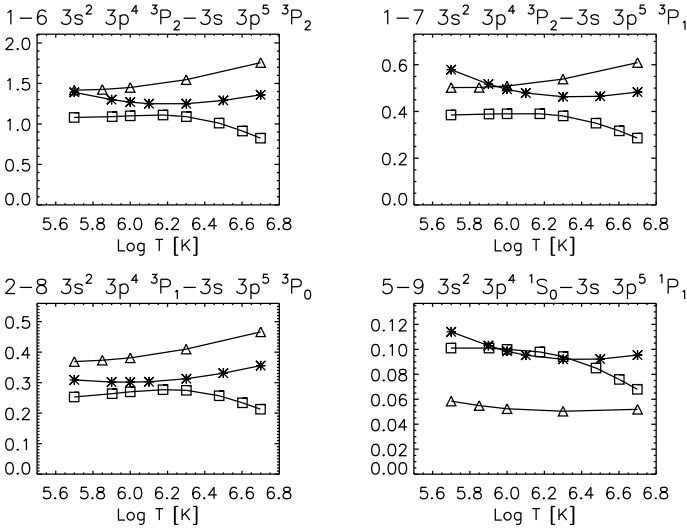 1−6 3s² 3p⁴ ³P₂−3s 3p⁵ ³P₂
2.0
1.5
1.0
0.5
0.0
5.6 5.8 6.0 6.2 6.4 6.6 6.8
Log T [K]
1−7 3s² 3p⁴ ³P₂−3s 3p⁵ ³P₁
0.6
0.4
0.2
0.0
5.6 5.8 6.0 6.2 6.4 6.6 6.8
Log T [K]
2−8 3s² 3p⁴ ³P₁−3s 3p⁵ ³P₀
0.5
0.4
0.3
0.2
0.1
0.0
5.6 5.8 6.0 6.2 6.4 6.6 6.8
Log T [K]
5−9 3s² 3p⁴ ¹S₀−3s 3p⁵ ¹P₁
0.12
0.10
0.08
0.06
0.04
0.02
0.00
5.6 5.8 6.0 6.2 6.4 6.6 6.8
Log T [K]